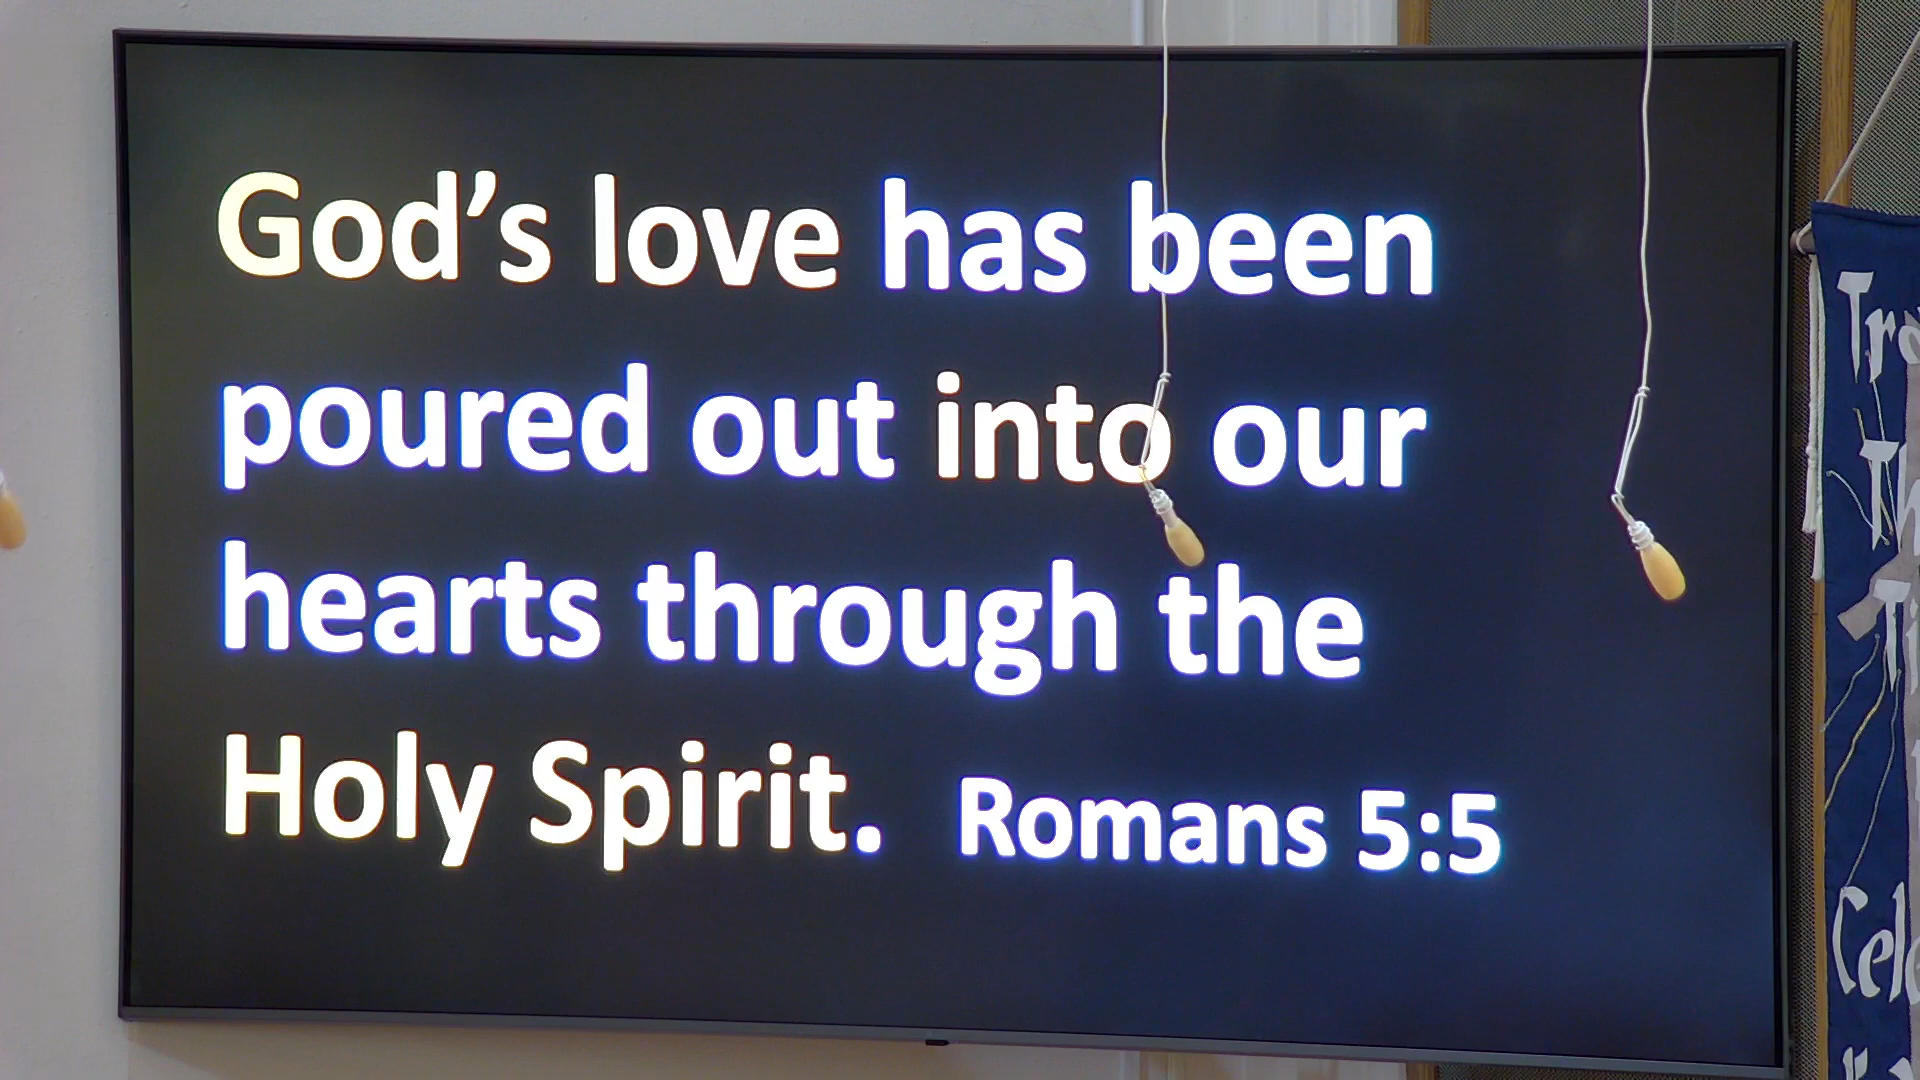 God’s love has been
poured out into our
hearts through the
Holy Spirit. Romans 5:5